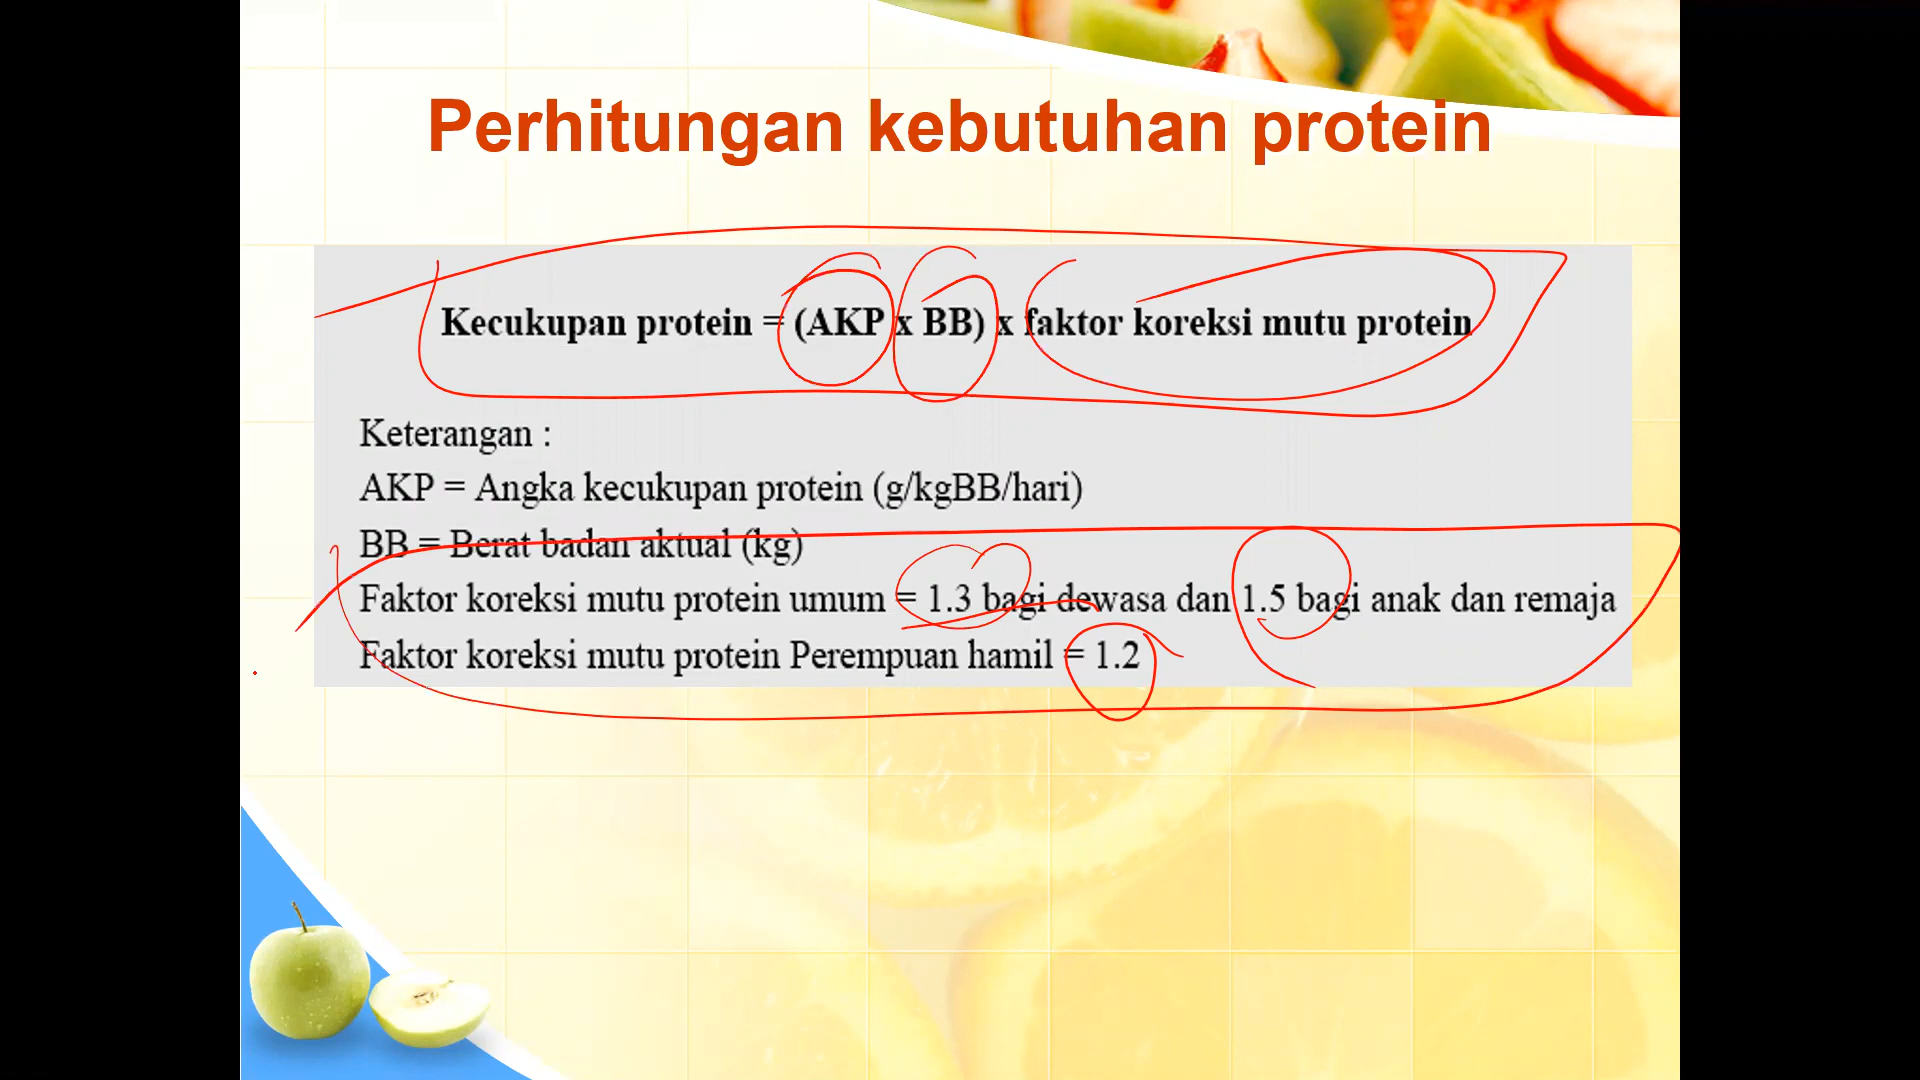 Perhitungan kebutuhan protein
Kecukupan protein = (AKP x BB) x faktor koreksi mutu protein
Keterangan :
AKP = Angka kecukupan protein (g/kgBB/hari)
BB = Berat badan aktual (kg)
Faktor koreksi mutu protein umum = 1.3 bagi dewasa dan 1.5 bagi anak dan remaja
Faktor koreksi mutu protein Perempuan hamil = 1.2